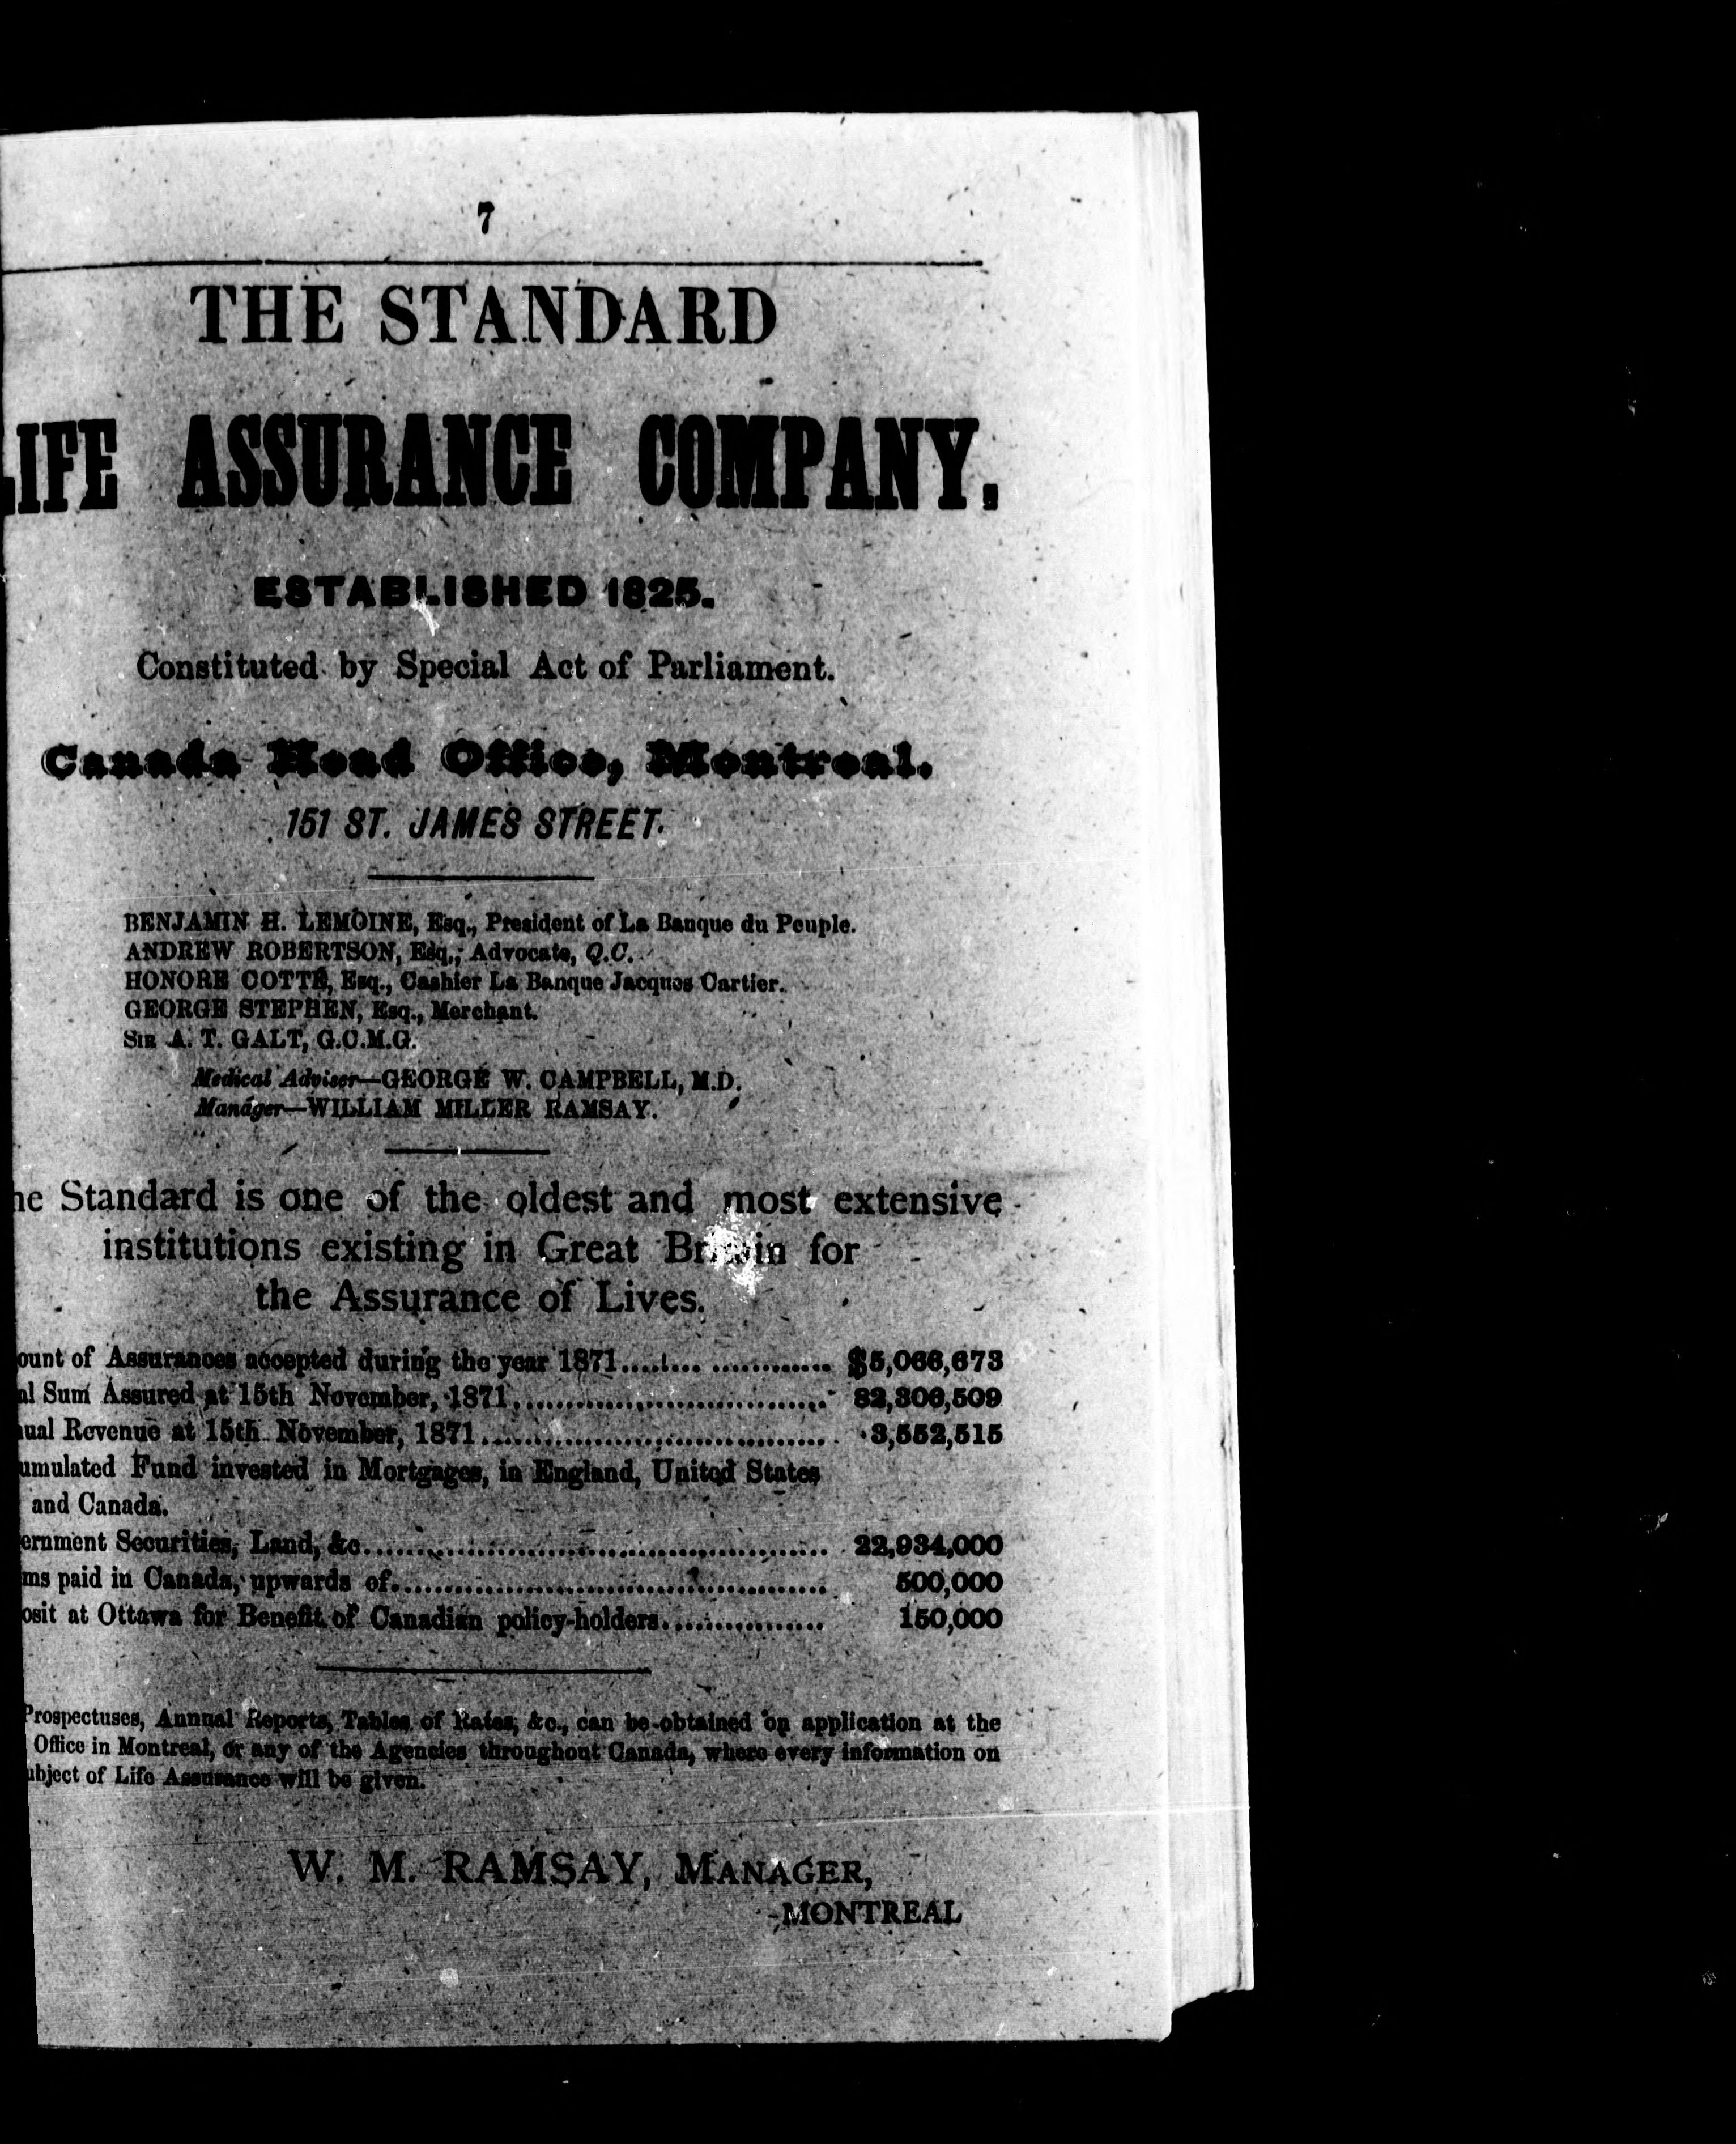 7
THE STANDARD
LIFE ASSURANCE COMPANY,
ESTABLISHED 1825.
Constituted by Special Act of Parliament.
Canada Head Office, Montreal.
151 ST. JAMES STREET.
BENJAMIN H. LEMOINE, Esq., President of La Banque du Peuple.
ANDREW ROBERTSON, Esq., Advocate, Q.C.
HONORE COTTÉ, Esq., Cashier La Banque Jacques Cartier.
GEORGE STEPHEN, Esq., Merchant.
SIR A. T. GALT, G.C.M.G.
Medical Adviser—GEORGE W. CAMPBELL, M.D.
Manager—WILLIAM MILLER RAMSAY.
he Standard is one of the oldest and most extensive
institutions existing in Great Britain for
the Assurance of Lives.
ount of Assurances accepted during the year 1871........ ............ $5,066,673
al Sum Assured at 15th November, 1871................................ 82,306,509
ual Revenue at 15th November, 1871.................................... 3,552,515
umulated Fund invested in Mortgages, in England, United States
and Canada.
ernment Securities, Land, &c................................................ 22,934,000
ms paid in Canada, upwards of............................................ 500,000
osit at Ottawa for Benefit of Canadian policy-holders................ 150,000
Prospectuses, Annual Reports, Tables of Rates, &c., can be obtained on application at the
Office in Montreal, or any of the Agencies throughout Canada, where every information on
ubject of Life Assurance will be given.
W. M. RAMSAY, MANAGER,
MONTREAL